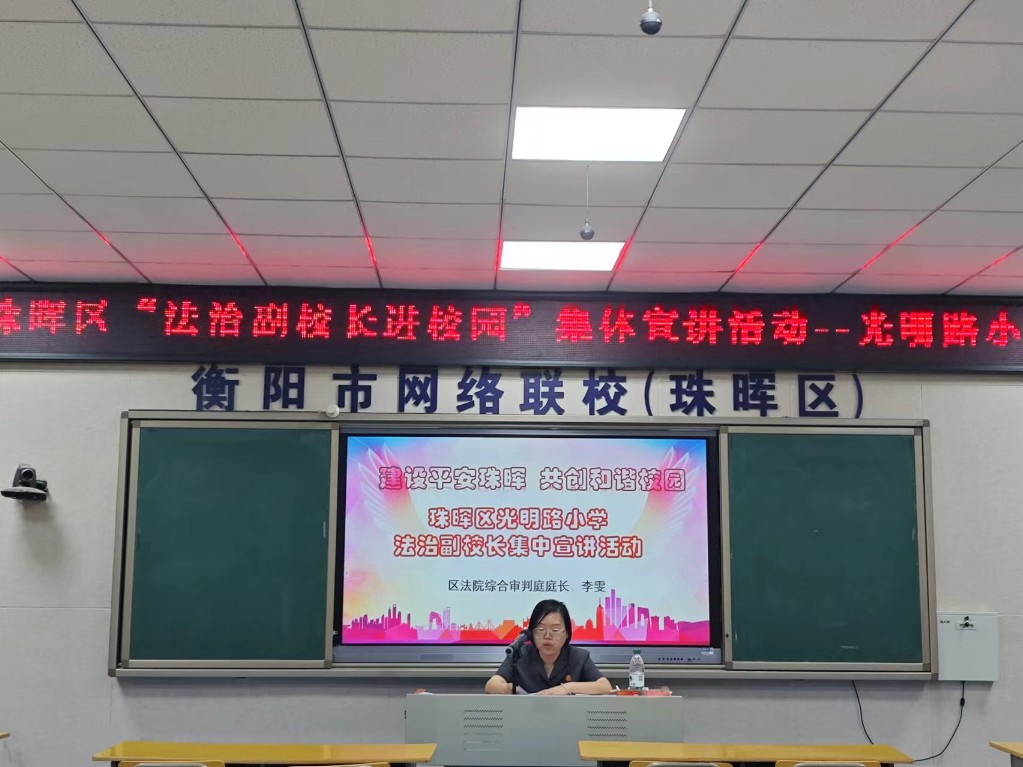 珠晖区“法治副校长进校园”集体宣讲活动--光明路小
衡阳市网络联校(珠晖区)
建设平安珠晖 共创和谐校园
珠晖区光明路小学
法治副校长集中宣讲活动
区法院综合审判庭庭长 李雯